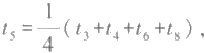 t₅ = 1/4 ( t₃+t₄+t₆+t₈ ) ,